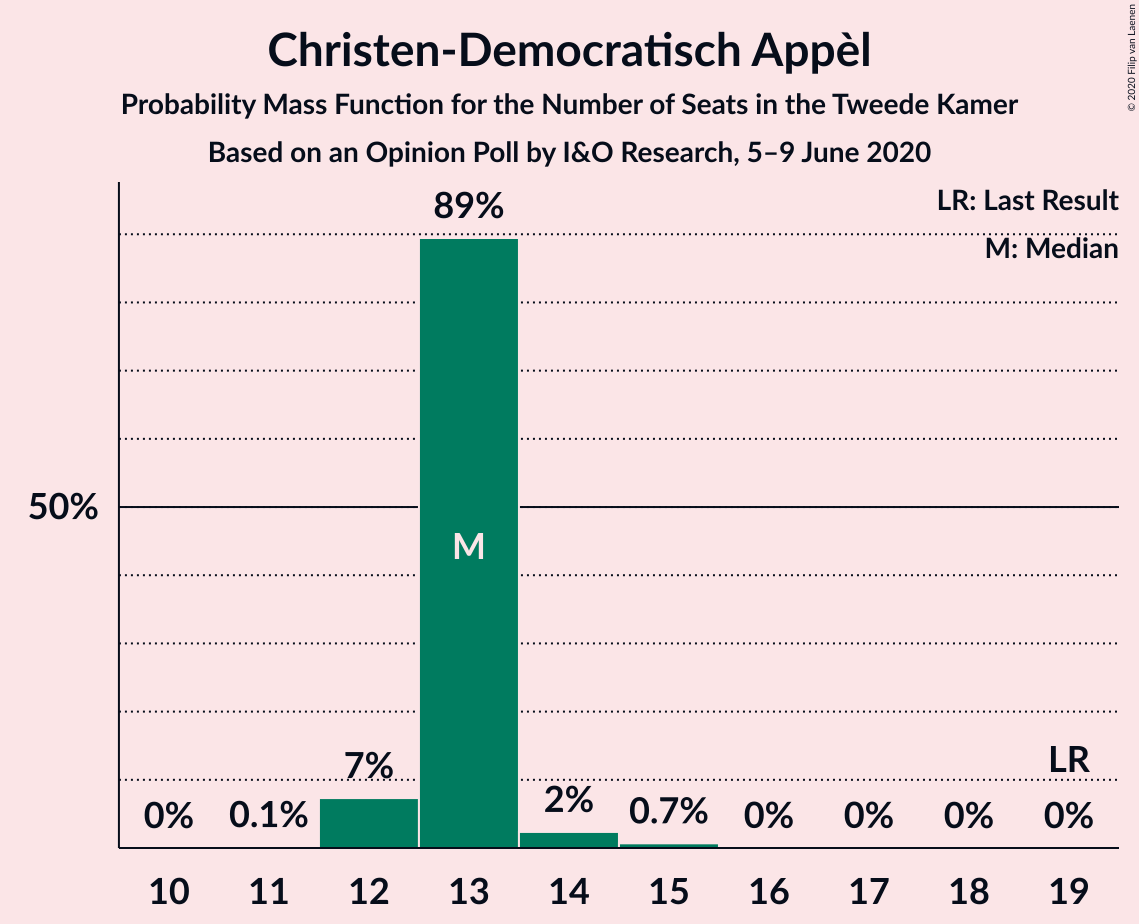 Christen-Democratisch Appèl
Probability Mass Function for the Number of Seats in the Tweede Kamer
Based on an Opinion Poll by I&O Research, 5–9 June 2020
© 2020 Filip van Laenen
LR: Last Result
M: Median
89%
50%
M
7%
LR
0%
0.1%
2%
0.7%
0%
0%
0%
0%
10 11 12 13 14 15 16 17 18 19